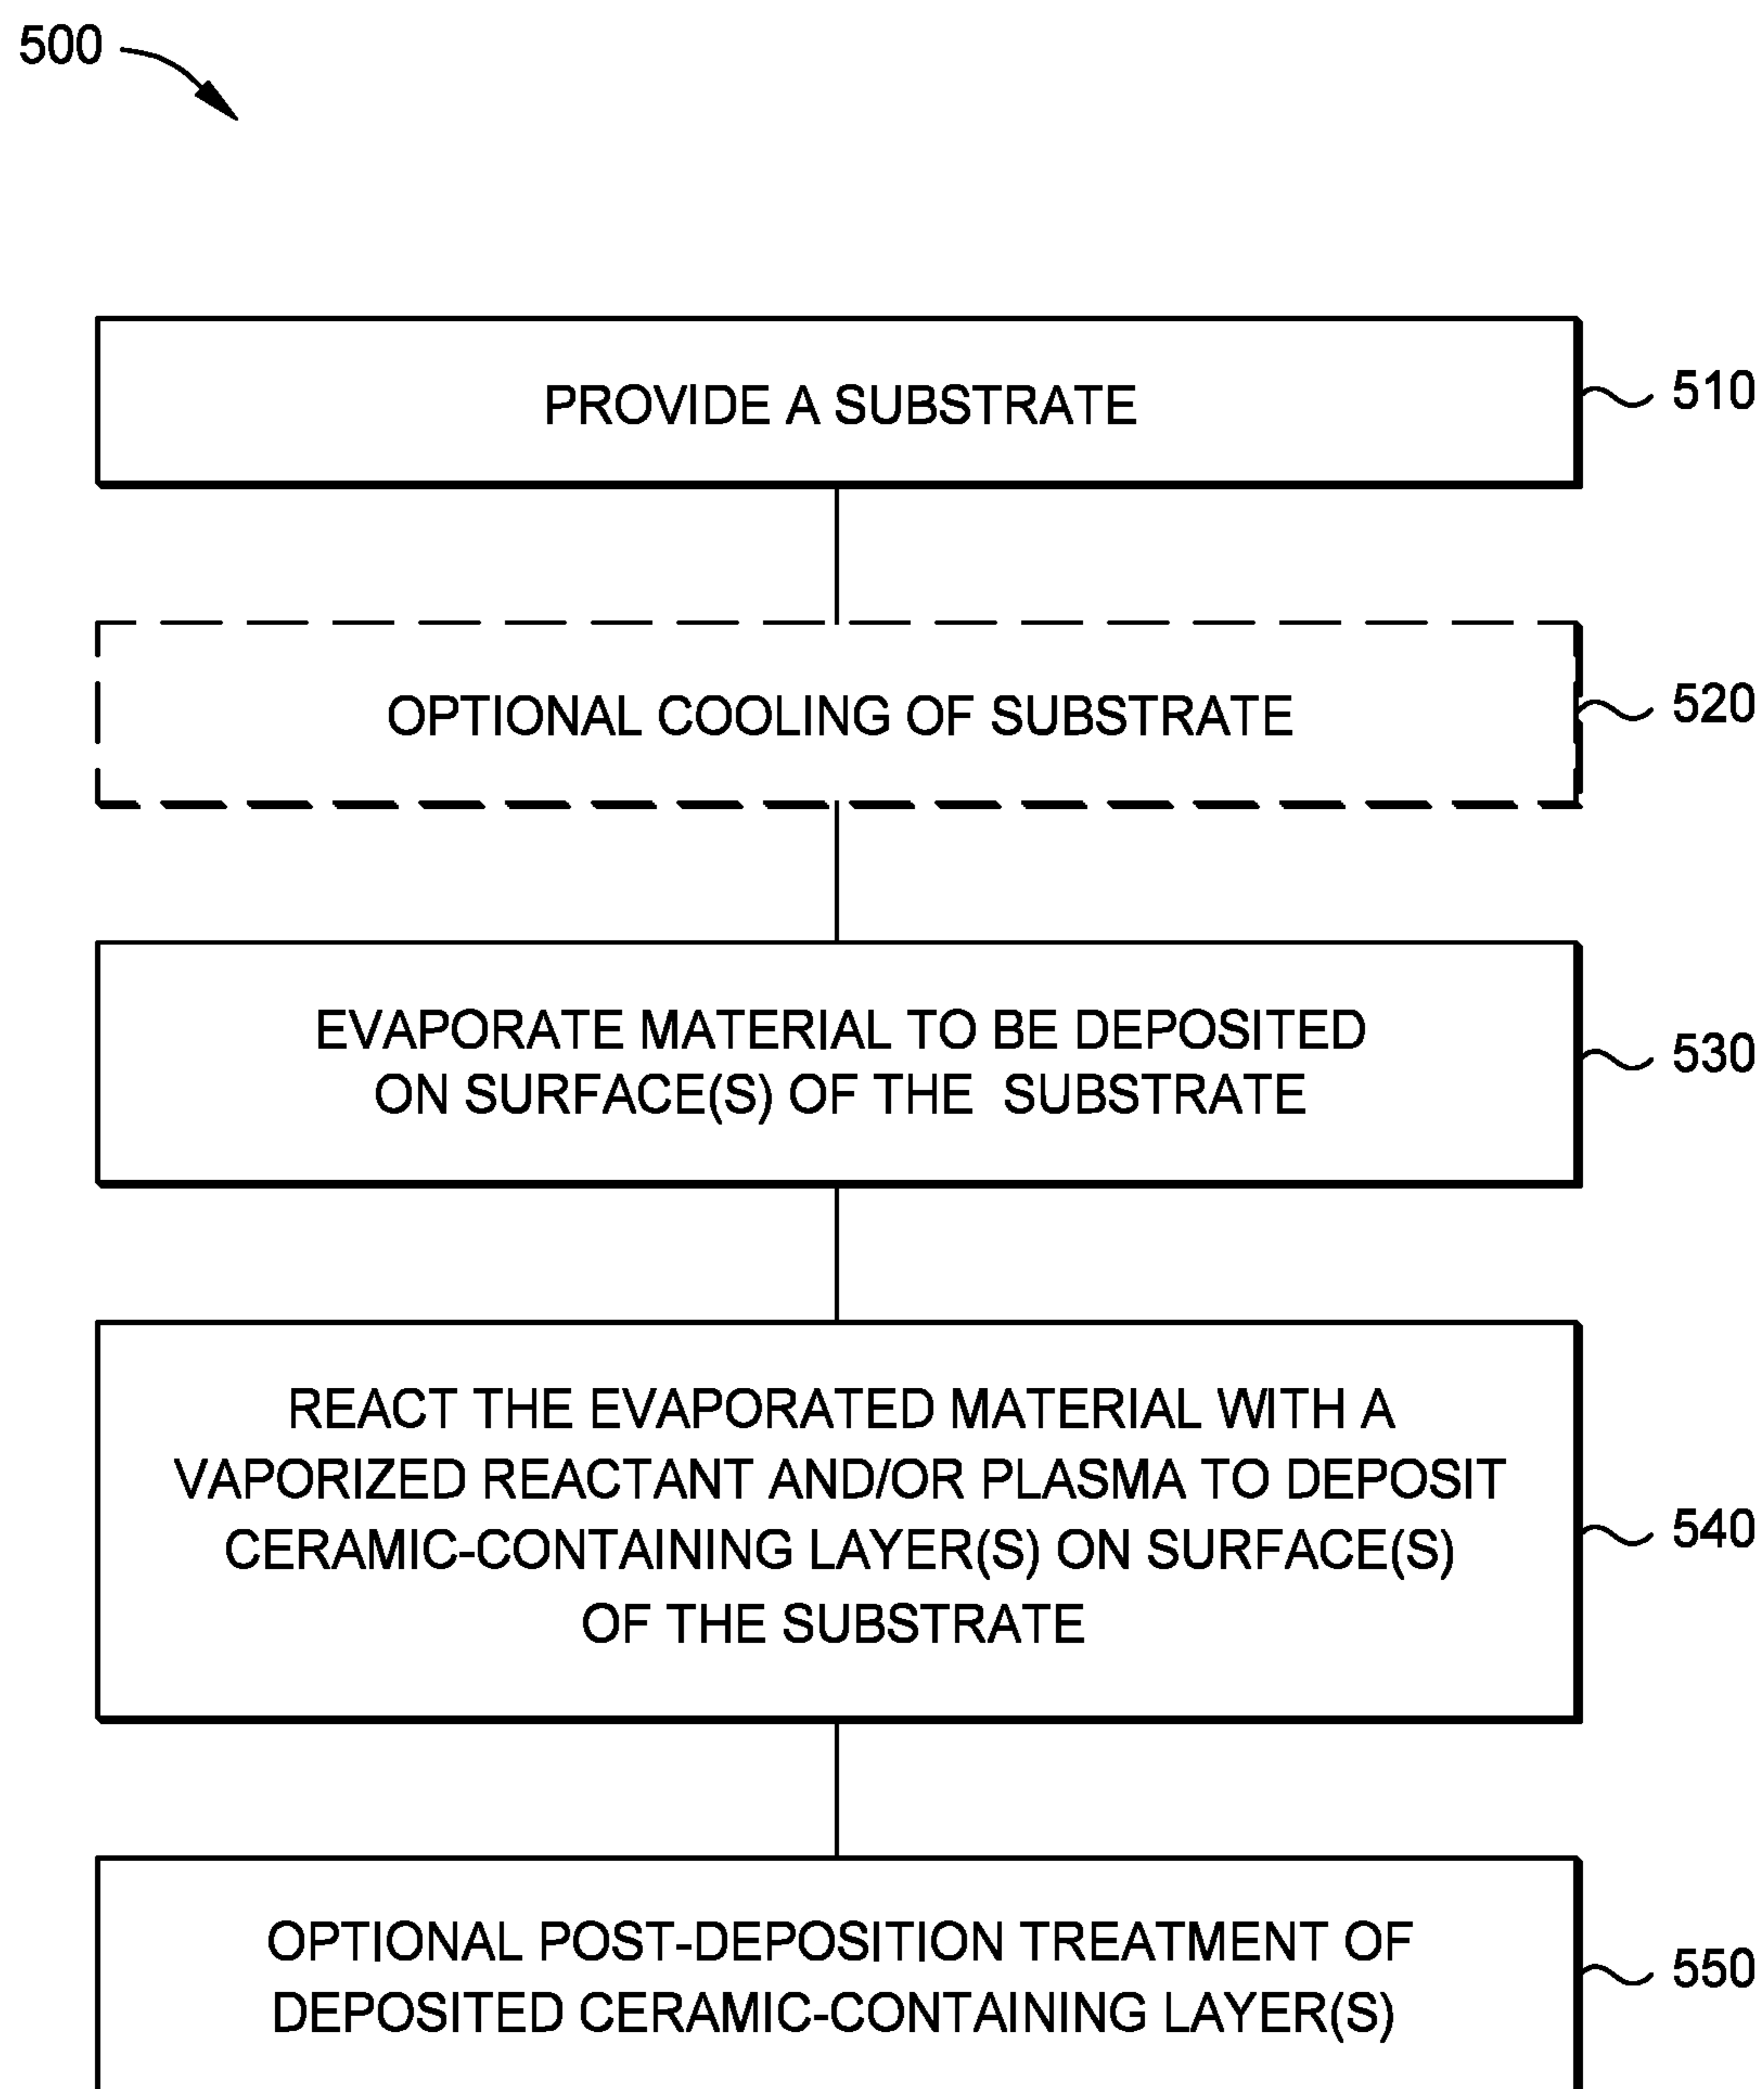 500
PROVIDE A SUBSTRATE
510
OPTIONAL COOLING OF SUBSTRATE
520
EVAPORATE MATERIAL TO BE DEPOSITED
ON SURFACE(S) OF THE SUBSTRATE
530
REACT THE EVAPORATED MATERIAL WITH A
VAPORIZED REACTANT AND/OR PLASMA TO DEPOSIT
CERAMIC-CONTAINING LAYER(S) ON SURFACE(S)
OF THE SUBSTRATE
540
OPTIONAL POST-DEPOSITION TREATMENT OF
DEPOSITED CERAMIC-CONTAINING LAYER(S)
550